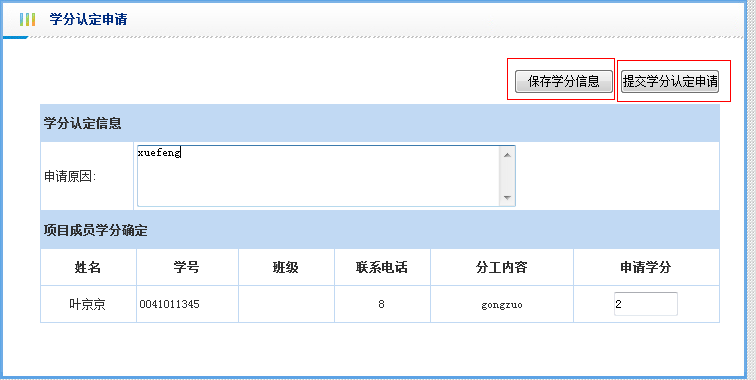 学分认定申请
保存学分信息 提交学分认定申请
学分认定信息
申请原因: xuefeng
项目成员学分确定
姓名 学号 班级 联系电话 分工内容 申请学分
叶京京 0041011345 8 gongzuo 2